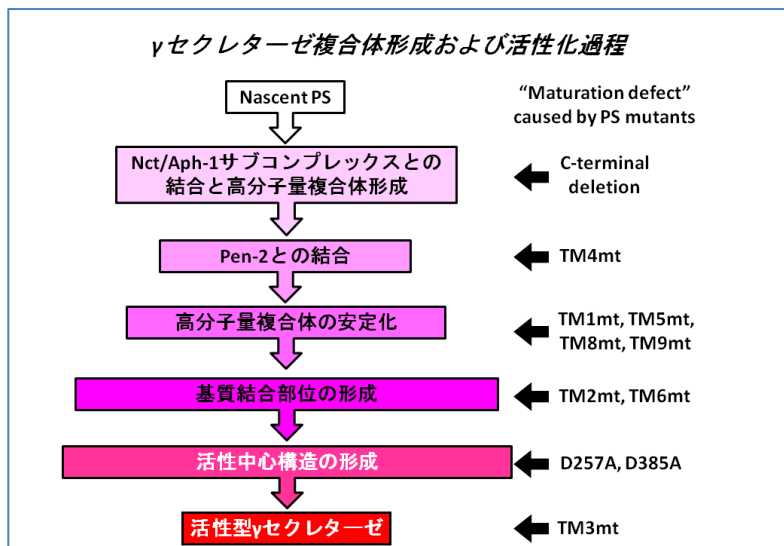 γセクレターゼ複合体形成および活性化過程
Nascent PS
“Maturation defect”
caused by PS mutants
Nct/Aph-1サブコンプレックスとの
結合と高分子量複合体形成
C-terminal
deletion
Pen-2との結合
TM4mt
高分子量複合体の安定化
TM1mt, TM5mt,
TM8mt, TM9mt
基質結合部位の形成
TM2mt, TM6mt
活性中心構造の形成
D257A, D385A
活性型γセクレターゼ
TM3mt